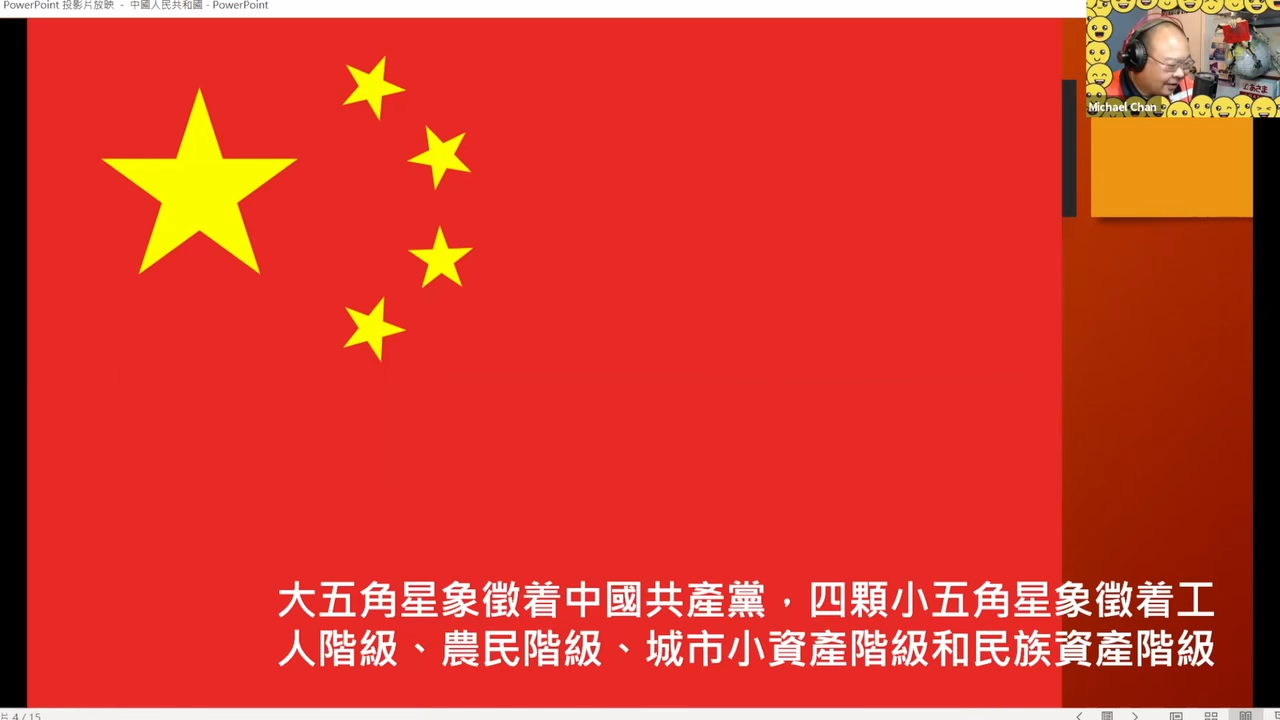 PowerPoint 投影片放映 - 中國人民共和國 - PowerPoint
Michael Chan
大五角星象徵着中國共產黨，四顆小五角星象徵着工
人階級、農民階級、城市小資產階級和民族資產階級
片 4 / 15